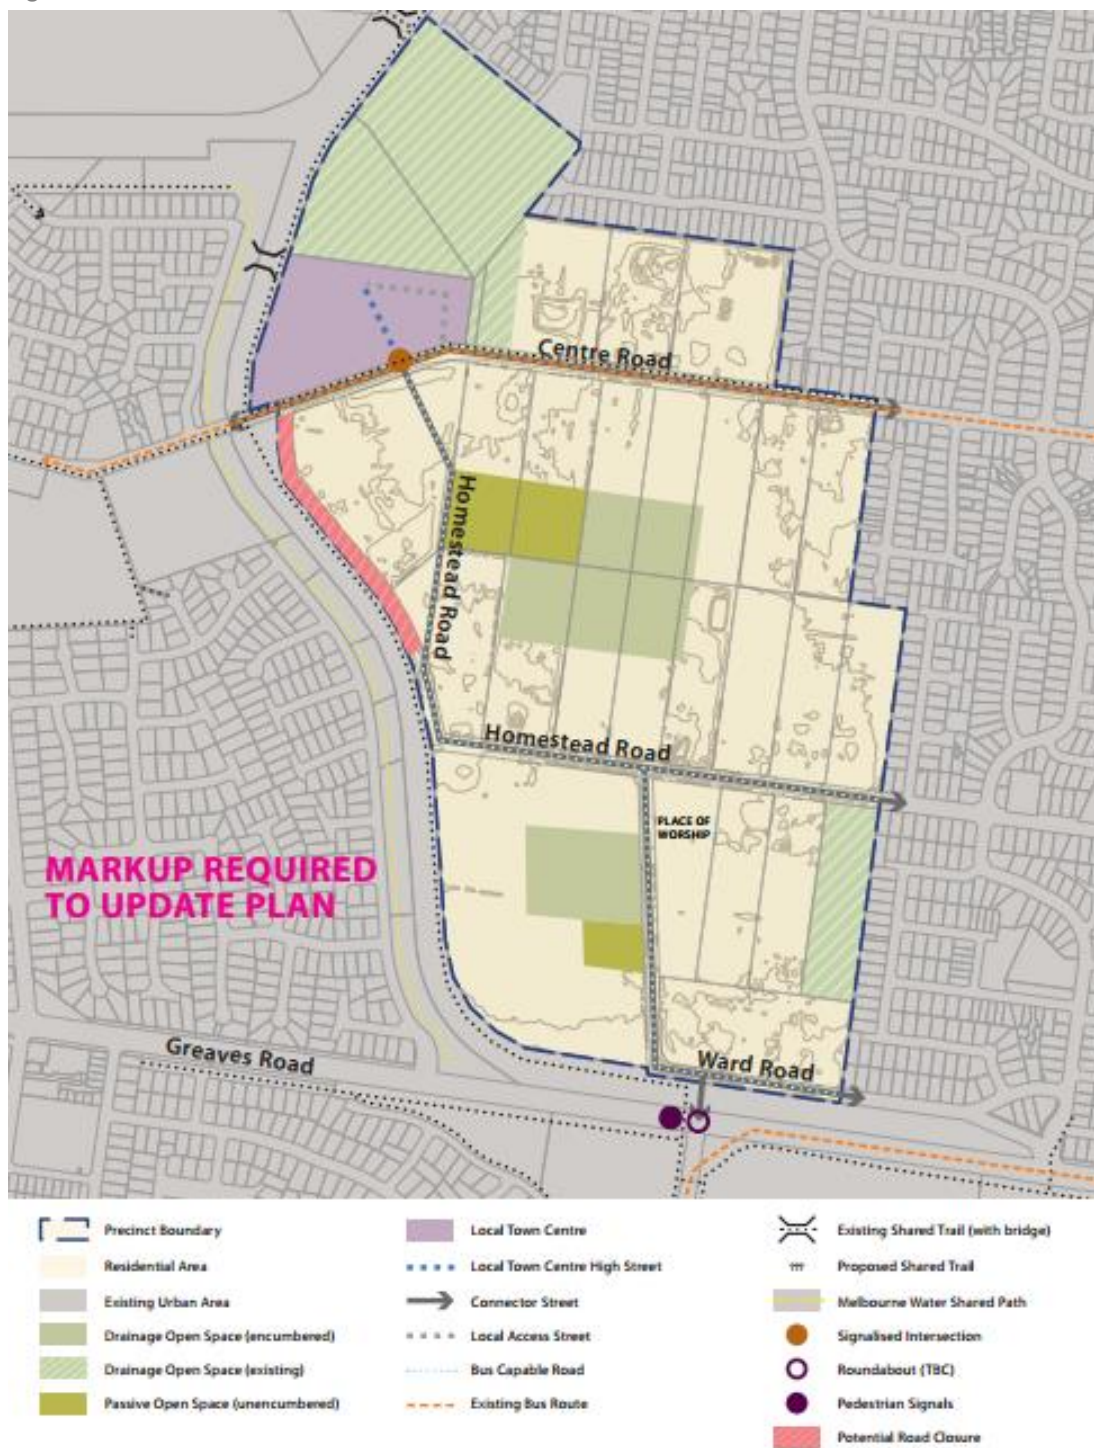 Centre Road
Homestead Road
Homestead Road
PLACE OF
WORSHIP
MARKUP REQUIRED
TO UPDATE PLAN
Greaves Road
Ward Road
Precinct Boundary
Residential Area
Existing Urban Area
Drainage Open Space (encumbered)
Drainage Open Space (existing)
Passive Open Space (unencumbered)
Local Town Centre
Local Town Centre High Street
Connector Street
Local Access Street
Bus Capable Road
Existing Bus Route
Existing Shared Trail (with bridge)
Proposed Shared Trail
Melbourne Water Shared Path
Signalised Intersection
Roundabout (TBC)
Pedestrian Signals
Potential Road Closure